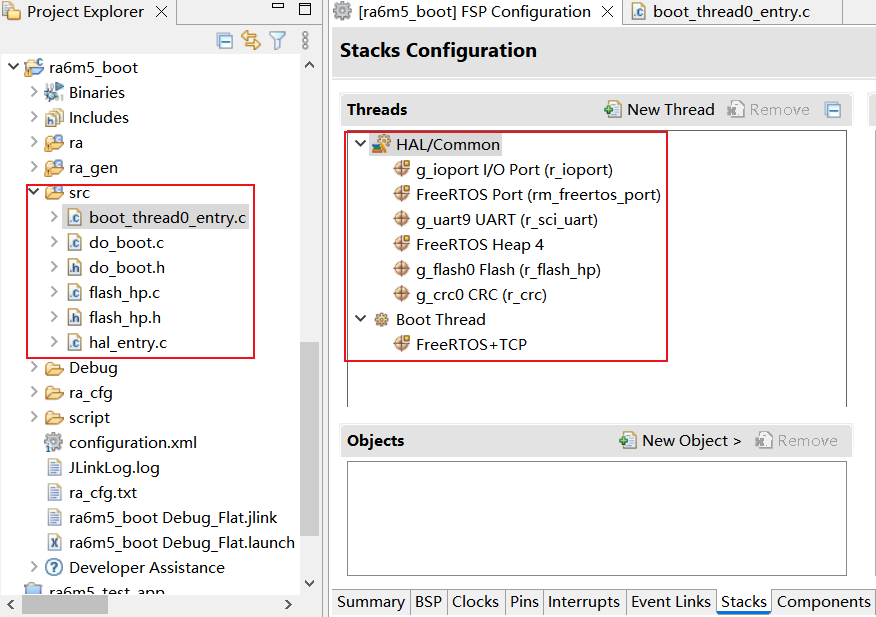 Project Explorer
ra6m5_boot
Binaries
Includes
ra
ra_gen
src
boot_thread0_entry.c
do_boot.c
do_boot.h
flash_hp.c
flash_hp.h
hal_entry.c
Debug
ra_cfg
script
configuration.xml
JLinkLog.log
ra_cfg.txt
ra6m5_boot Debug_Flat.jlink
ra6m5_boot Debug_Flat.launch
Developer Assistance
ra6m5_test_app
[ra6m5_boot] FSP Configuration
boot_thread0_entry.c
Stacks Configuration
Threads
New Thread
Remove
HAL/Common
g_ioport I/O Port (r_ioport)
FreeRTOS Port (rm_freertos_port)
g_uart9 UART (r_sci_uart)
FreeRTOS Heap 4
g_flash0 Flash (r_flash_hp)
g_crc0 CRC (r_crc)
Boot Thread
FreeRTOS+TCP
Objects
New Object >
Remove
Summary BSP Clocks Pins Interrupts Event Links Stacks Components